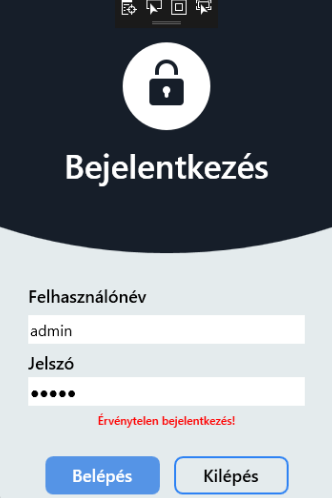 Bejelentkezés
Felhasználónév
admin
Jelszó
●●●●●
Érvénytelen bejelentkezés!
Belépés
Kilépés